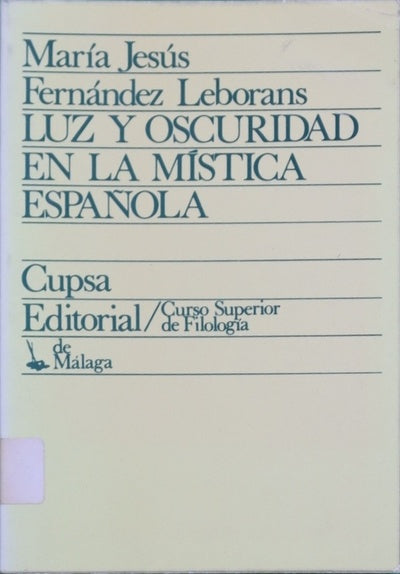 María Jesús
Fernández Leborans
LUZ Y OSCURIDAD
EN LA MÍSTICA
ESPAÑOLA
Cupsa
Editorial/Curso Superior
de Filología
de
Málaga